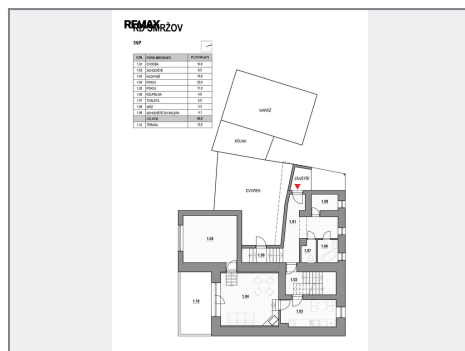 REMAX
RD SMRŽOV
1NP
OZN. POPIS MÍSTNOSTI PLOCHA (m²)
1.01 CHODBA
1.02 SCHODIŠTĚ
1.03 KUCHYNĚ
1.04 POKOJ
1.05 POKOJ
1.06 KOUPELNA
1.07 TOALETA
1.08 SPÍŽ
1.09 SCHODIŠTĚ DO SKLEPA
CELKEM
1.10 TERASA
GARÁŽ
KŮLNA
DVOREK
ZÁVĚTŘÍ
1.01
1.08
1.05
1.09
1.07
1.06
1.02
1.10
1.04
1.03